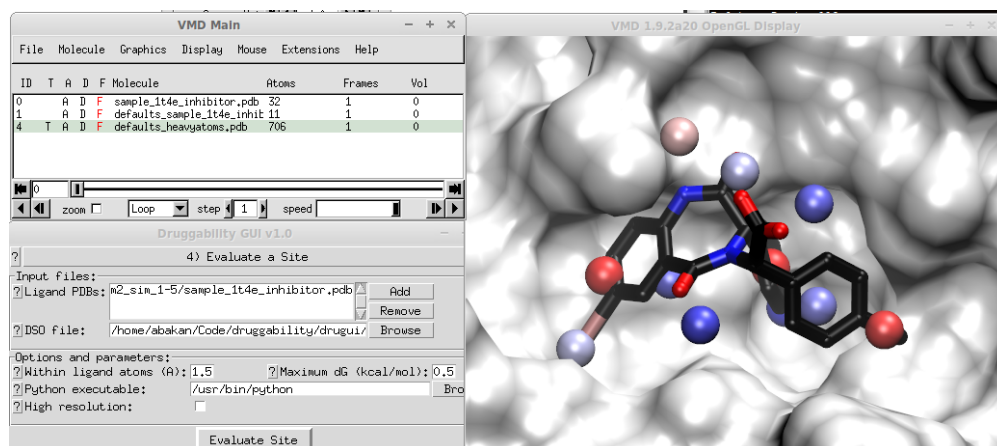 VMD Main
File Molecule Graphics Display Mouse Extensions Help
ID T A D F Molecule Atoms Frames Vol
0 A D F sample_1t4e_inhibitor.pdb 32 1 0
1 A D F defaults_sample_1t4e_inhib 11 1 0
4 T A D F defaults_heavyatoms.pdb 706 1 0
0
zoom Loop step 1 speed
Druggability GUI v1.0
? 4) Evaluate a Site
Input files:
? Ligand PDBs: m2_sim_1-5/sample_1t4e_inhibitor.pdb Add
Remove
? DSO file: /home/abakan/Code/druggability/drugui/ Browse
Options and parameters:
? Within ligand atoms (A): 1.5 ? Maximum dG (kcal/mol): 0.5
? Python executable: /usr/bin/python Bro
? High resolution:
Evaluate Site
VMD 1.9.2a20 OpenGL Display